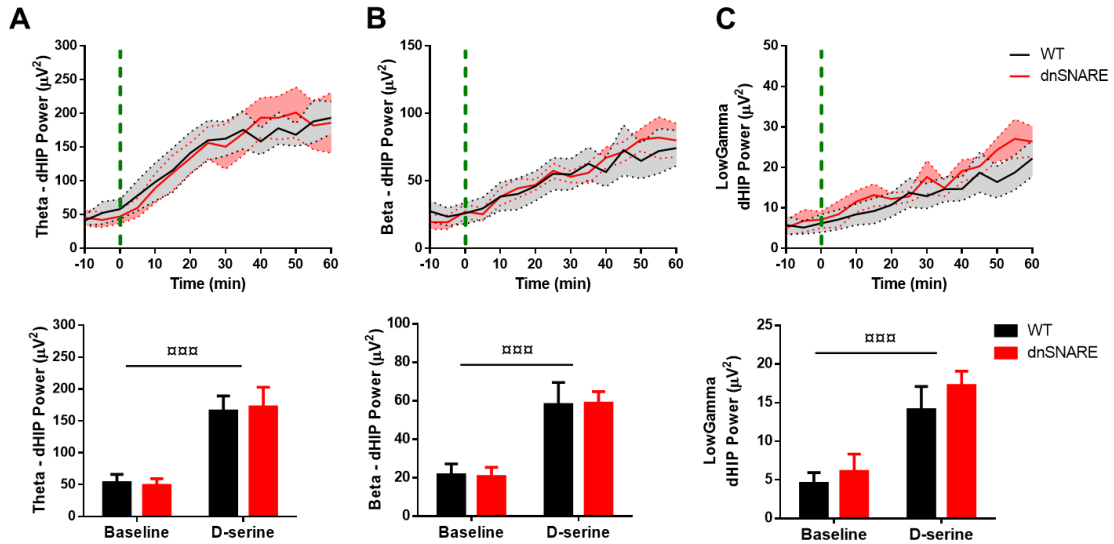 A
Theta - dHIP Power (µV²)
300
250
200
150
100
50
0
-10 0 10 20 30 40 50 60
Time (min)
B
Beta - dHIP Power (µV²)
150
100
50
0
-10 0 10 20 30 40 50 60
Time (min)
C
LowGamma
dHIP Power (µV²)
50
40
30
20
10
0
-10 0 10 20 30 40 50 60
Time (min)
WT
dnSNARE
Theta - dHIP Power (µV²)
300
250
200
150
100
50
0
¤¤¤
Baseline D-serine
Beta - dHIP Power (µV²)
100
80
60
40
20
0
¤¤¤
Baseline D-serine
LowGamma
dHIP Power (µV²)
25
20
15
10
5
0
¤¤¤
Baseline D-serine
WT
dnSNARE